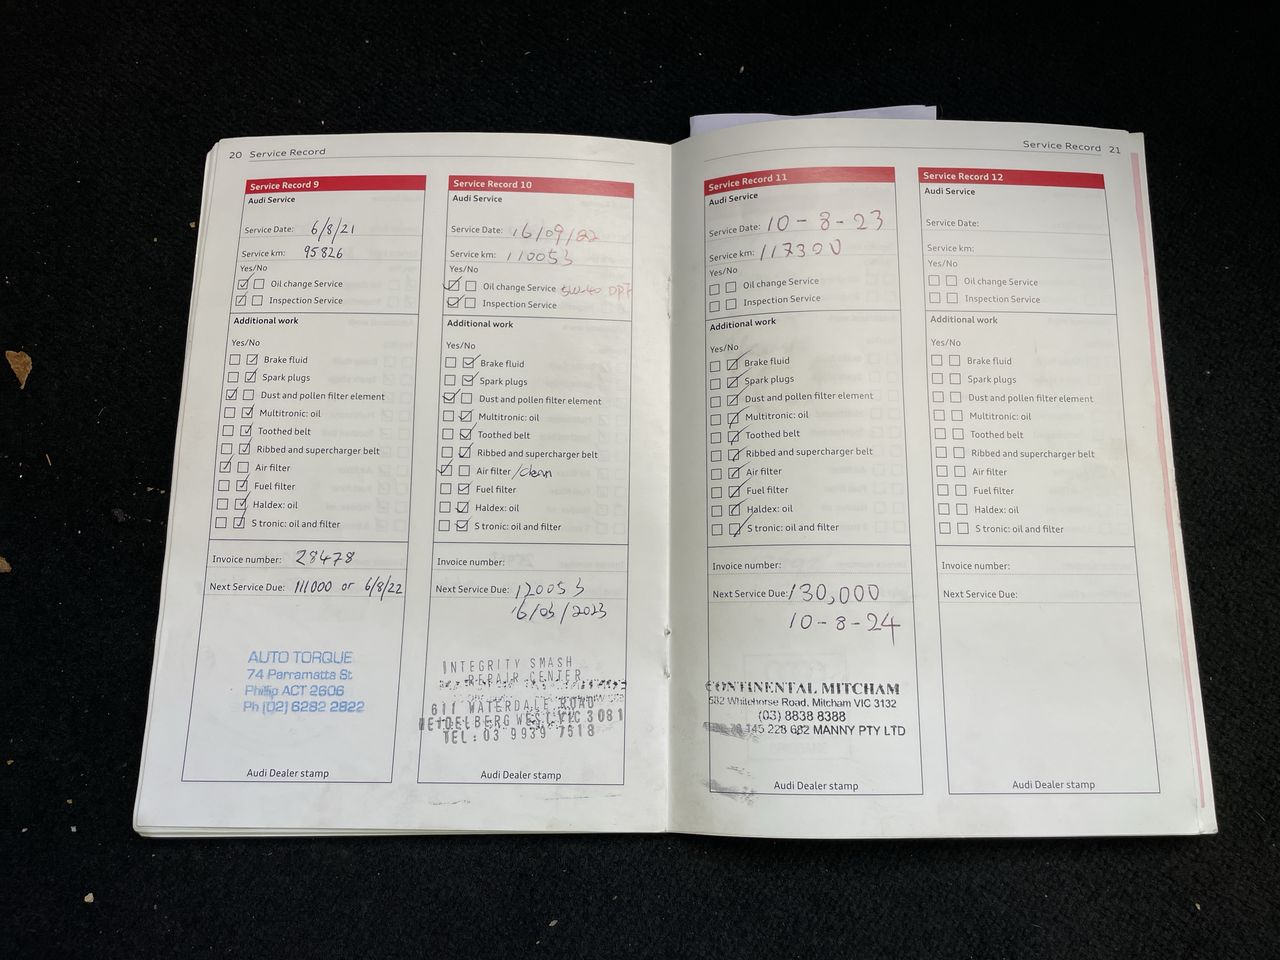 20 Service Record
Service Record 9
Audi Service
Service Date: 6/8/21
Service km: 95826
Yes/No
Oil change Service
Inspection Service
Additional work
Yes/No
Brake fluid
Spark plugs
Dust and pollen filter element
Multitronic: oil
Toothed belt
Ribbed and supercharger belt
Air filter
Fuel filter
Haldex: oil
S tronic: oil and filter
Invoice number: 28478
Next Service Due: 111000 or 6/8/22
AUTO TORQUE
74 Parramatta St
Phillip ACT 2606
Ph (02) 6282 2822
Audi Dealer stamp
Service Record 10
Audi Service
Service Date: 16/09/22
Service km: 110053
Yes/No
Oil change Service 5W-40 DPF
Inspection Service
Additional work
Yes/No
Brake fluid
Spark plugs
Dust and pollen filter element
Multitronic: oil
Toothed belt
Ribbed and supercharger belt
Air filter /clean
Fuel filter
Haldex: oil
S tronic: oil and filter
Invoice number:
Next Service Due: 120053
16/03/2023
INTEGRITY SMASH
REPAIR CENTER
611 WATERDALE ROAD
HEIDELBERG WEST, VIC 3081
TEL: 03 9939 7518
Audi Dealer stamp
Service Record 21
Service Record 11
Audi Service
Service Date: 10-8-23
Service km: 117300
Yes/No
Oil change Service
Inspection Service
Additional work
Yes/No
Brake fluid
Spark plugs
Dust and pollen filter element
Multitronic: oil
Toothed belt
Ribbed and supercharger belt
Air filter
Fuel filter
Haldex: oil
S tronic: oil and filter
Invoice number:
Next Service Due: 130,000
10-8-24
CONTINENTAL MITCHAM
582 Whitehorse Road, Mitcham VIC 3132
(03) 8838 8388
145 228 682 MANNY PTY LTD
Audi Dealer stamp
Service Record 12
Audi Service
Service Date:
Service km:
Yes/No
Oil change Service
Inspection Service
Additional work
Yes/No
Brake fluid
Spark plugs
Dust and pollen filter element
Multitronic: oil
Toothed belt
Ribbed and supercharger belt
Air filter
Fuel filter
Haldex: oil
S tronic: oil and filter
Invoice number:
Next Service Due:
Audi Dealer stamp